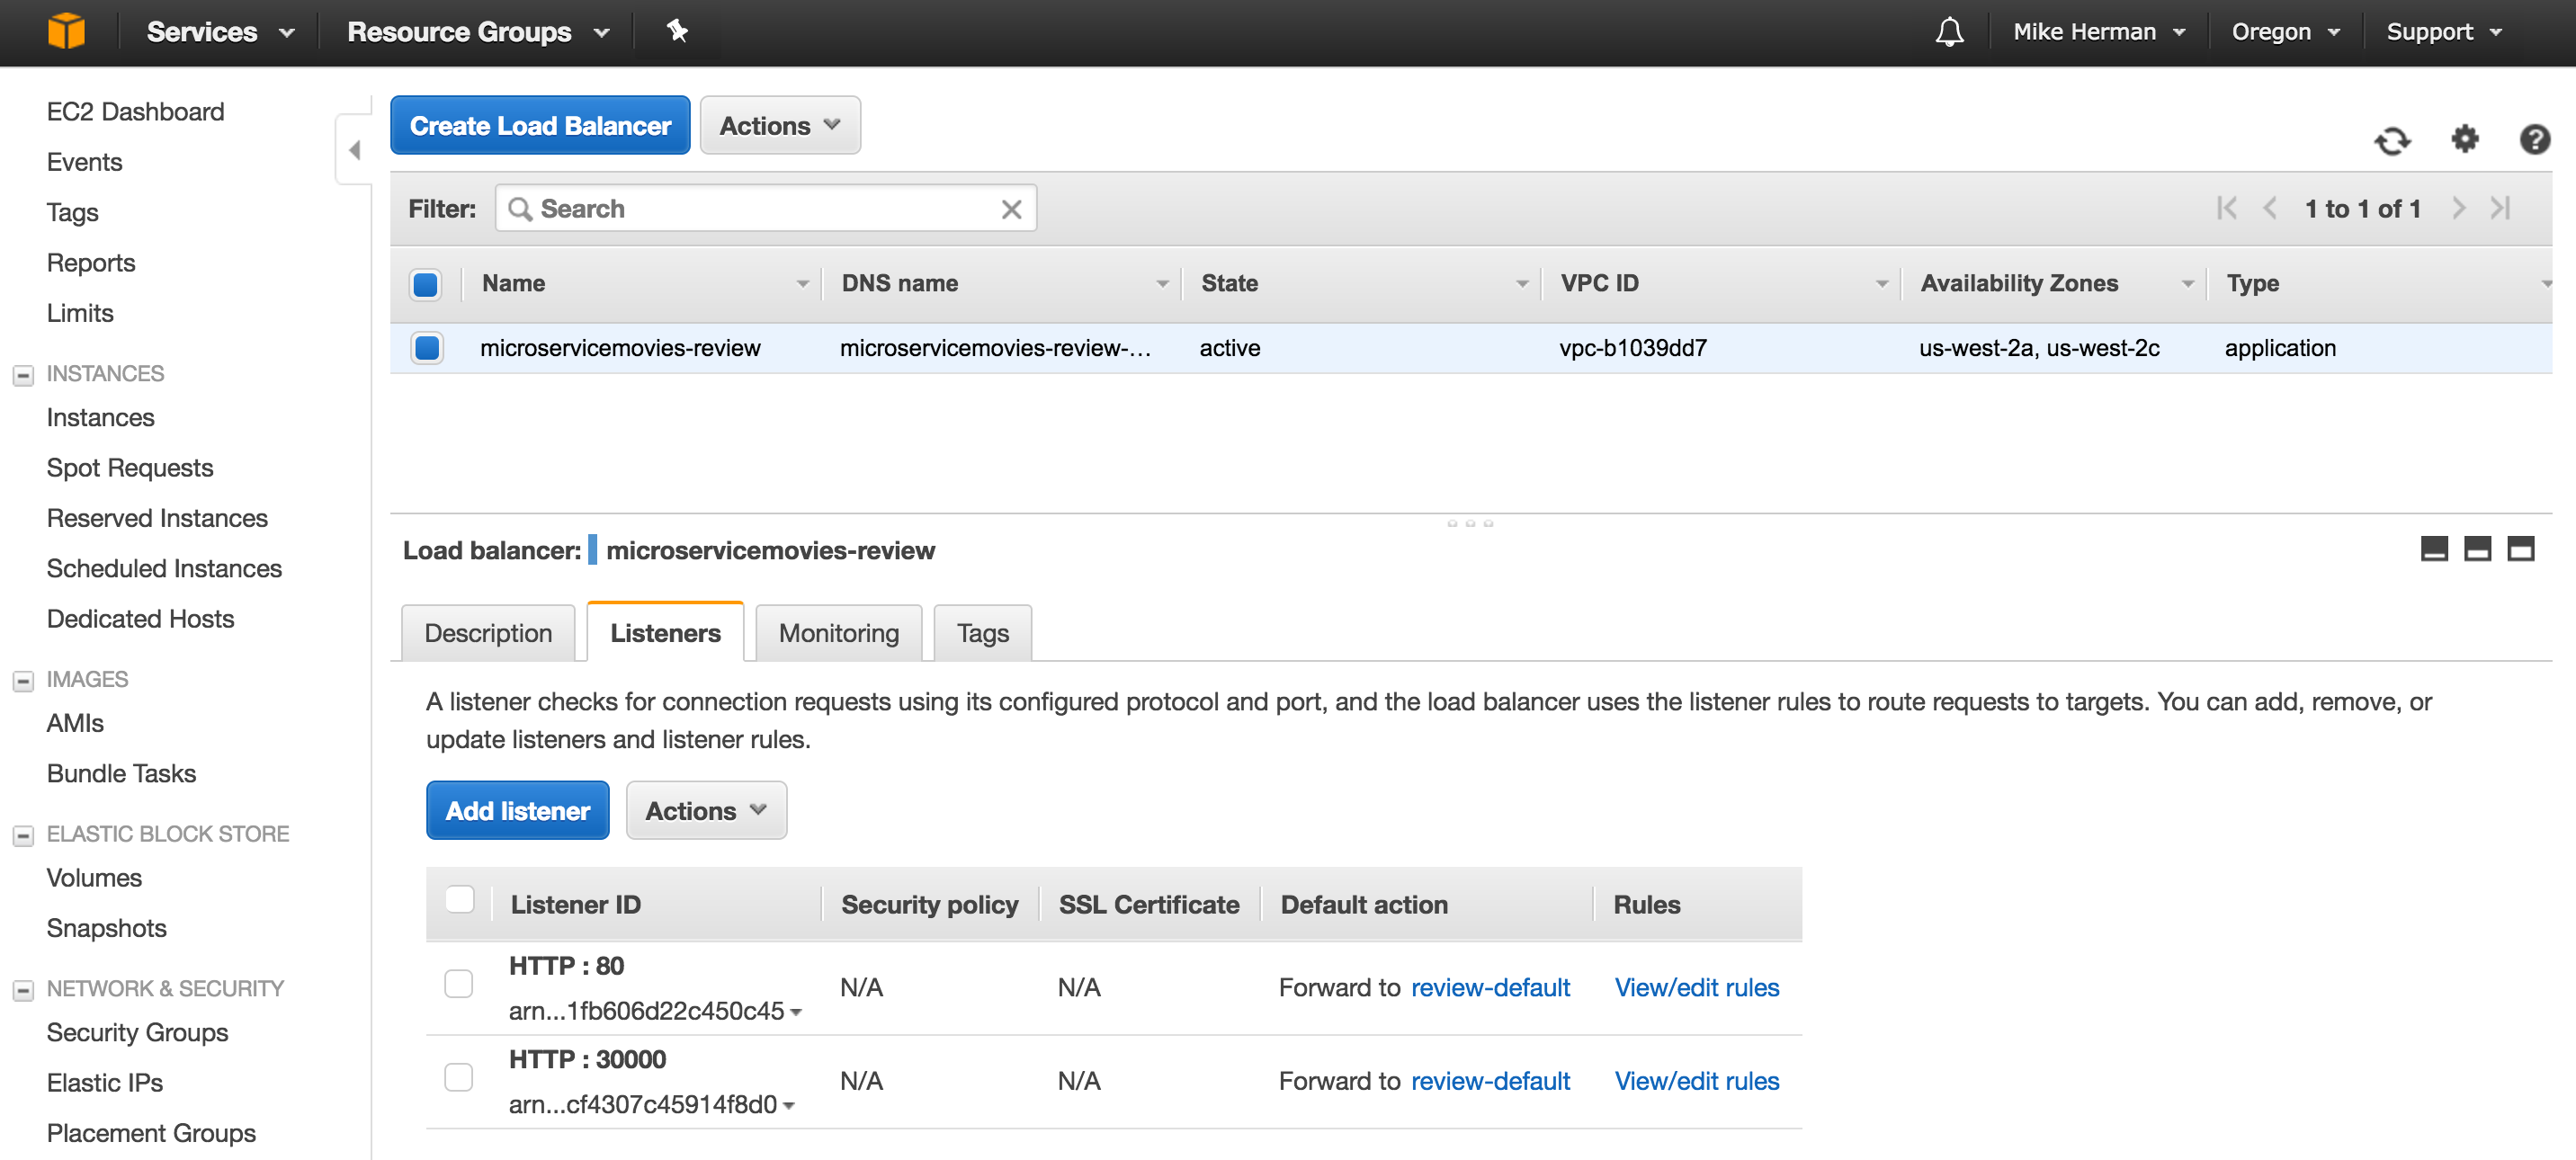 Services
Resource Groups
Mike Herman
Oregon
Support
EC2 Dashboard
Events
Tags
Reports
Limits
INSTANCES
Instances
Spot Requests
Reserved Instances
Scheduled Instances
Dedicated Hosts
IMAGES
AMIs
Bundle Tasks
ELASTIC BLOCK STORE
Volumes
Snapshots
NETWORK & SECURITY
Security Groups
Elastic IPs
Placement Groups
Create Load Balancer
Actions
Filter:
Search
1 to 1 of 1
Name
DNS name
State
VPC ID
Availability Zones
Type
microservicemovies-review
microservicemovies-review-...
active
vpc-b1039dd7
us-west-2a, us-west-2c
application
Load balancer: microservicemovies-review
Description
Listeners
Monitoring
Tags
A listener checks for connection requests using its configured protocol and port, and the load balancer uses the listener rules to route requests to targets. You can add, remove, or
update listeners and listener rules.
Add listener
Actions
Listener ID
Security policy
SSL Certificate
Default action
Rules
HTTP : 80
arn...1fb606d22c450c45
N/A
N/A
Forward to review-default
View/edit rules
HTTP : 30000
arn...cf4307c45914f8d0
N/A
N/A
Forward to review-default
View/edit rules